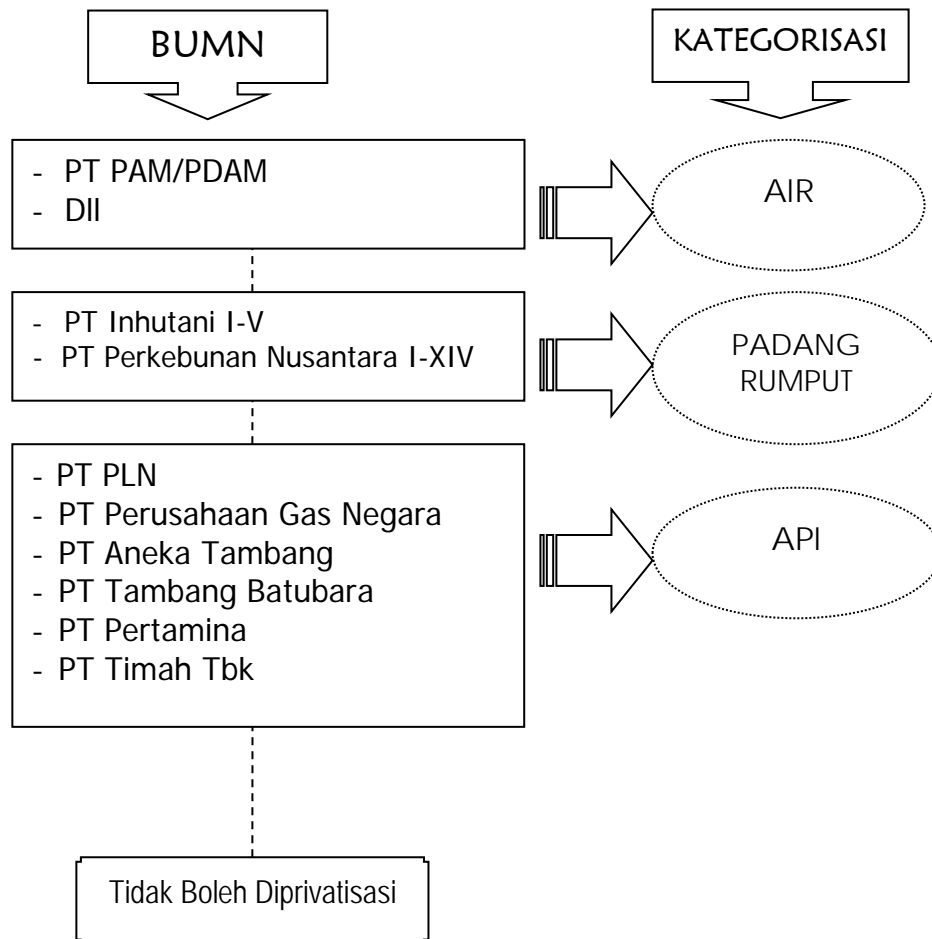 BUMN
KATEGORISASI
- PT PAM/PDAM
- Dll
AIR
- PT Inhutani I-V
- PT Perkebunan Nusantara I-XIV
PADANG
RUMPUT
- PT PLN
- PT Perusahaan Gas Negara
- PT Aneka Tambang
- PT Tambang Batubara
- PT Pertamina
- PT Timah Tbk
API
Tidak Boleh Diprivatisasi